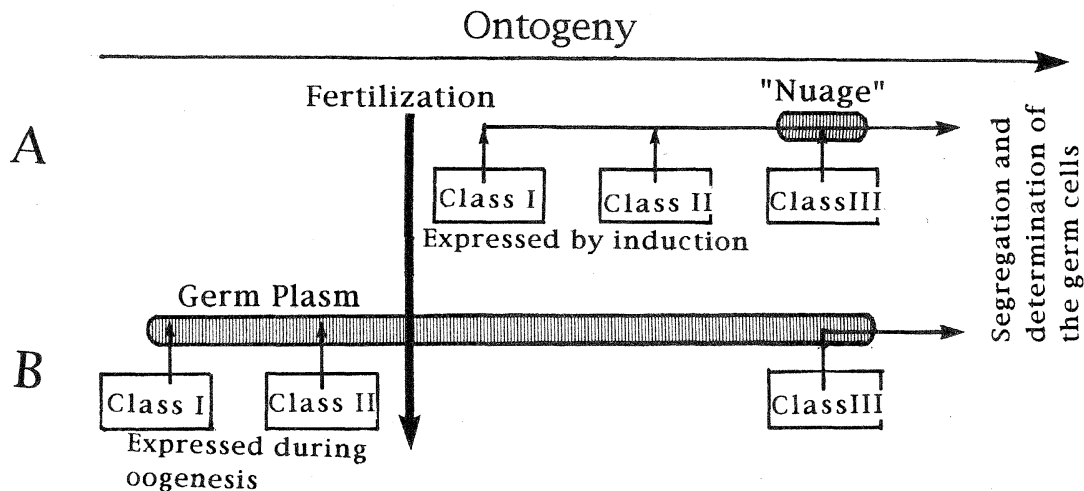 Ontogeny
Fertilization
"Nuage"
A
Class I
Class II
ClassIII
Expressed by induction
Germ Plasm
B
Class I
Class II
ClassIII
Expressed during
oogenesis
Segregation and
determination of
the germ cells